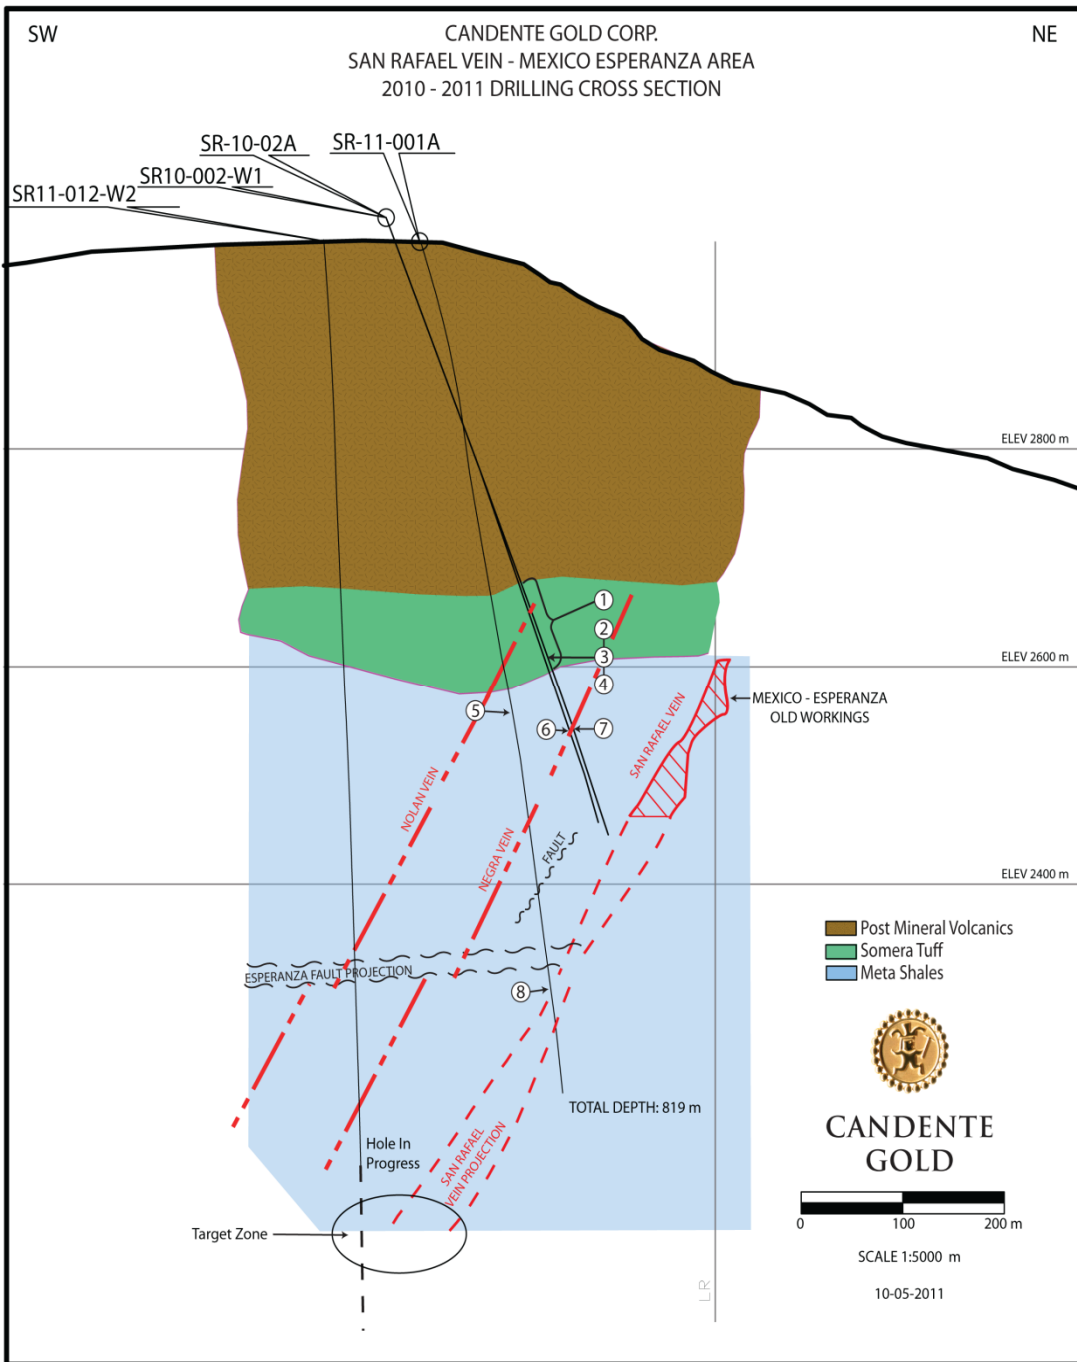 SW
CANDENTE GOLD CORP.
NE
SAN RAFAEL VEIN - MEXICO ESPERANZA AREA
2010 - 2011 DRILLING CROSS SECTION
SR-10-02A
SR-11-001A
SR10-002-W1
SR11-012-W2
ELEV 2800 m
1
2
3
4
ELEV 2600 m
SAN RAFAEL VEIN
MEXICO - ESPERANZA
OLD WORKINGS
5
6
7
NOLAN VEIN
NEGRA VEIN
FAULT
ELEV 2400 m
Post Mineral Volcanics
Somera Tuff
Meta Shales
ESPERANZA FAULT PROJECTION
8
TOTAL DEPTH: 819 m
CANDENTE
GOLD
Hole In
Progress
SAN RAFAEL
VEIN PROJECTION
Target Zone
0 100 200 m
SCALE 1:5000 m
LR
10-05-2011